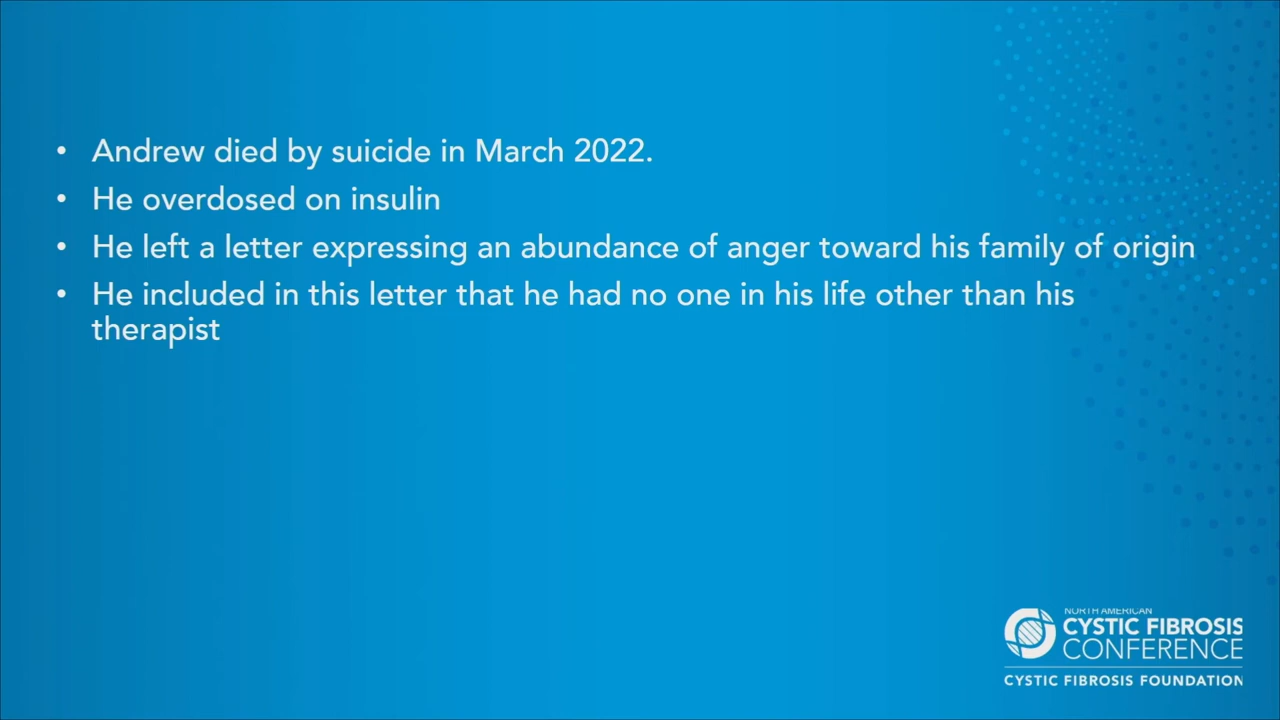 • Andrew died by suicide in March 2022.
• He overdosed on insulin
• He left a letter expressing an abundance of anger toward his family of origin
• He included in this letter that he had no one in his life other than his
therapist
NORTH AMERICAN
CYSTIC FIBROSIS
CONFERENCE
CYSTIC FIBROSIS FOUNDATION